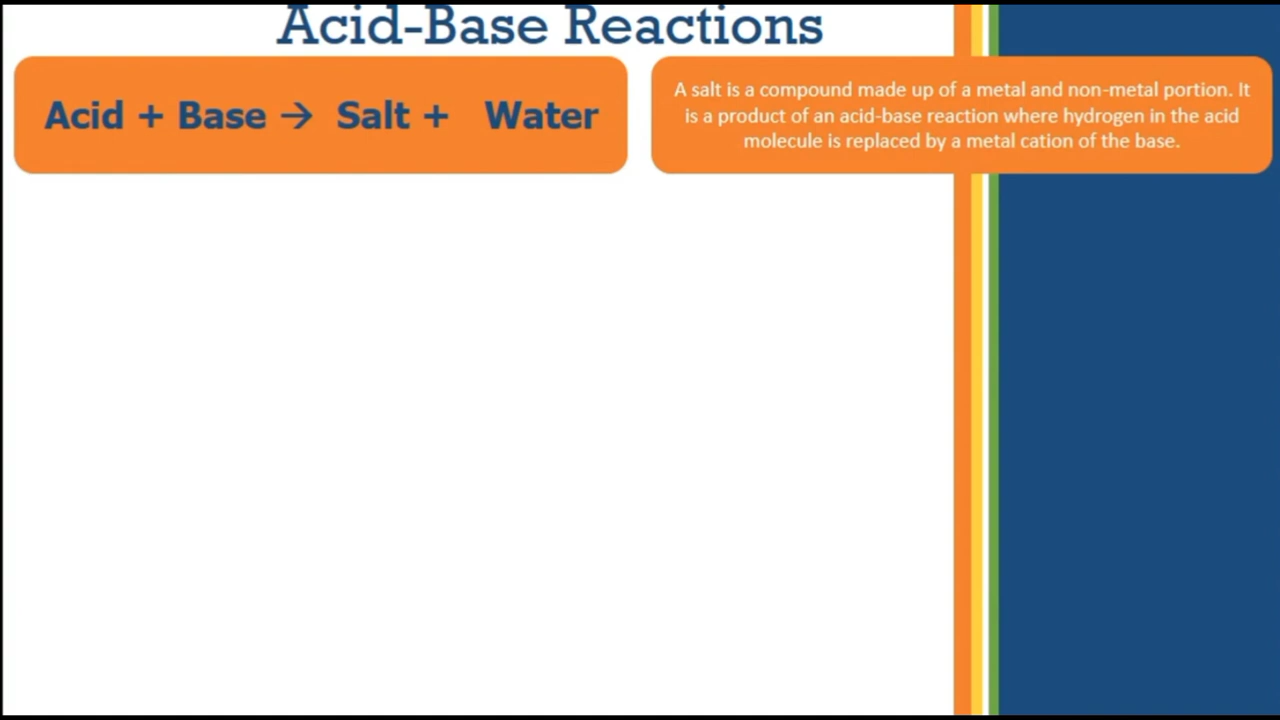 Acid-Base Reactions
Acid + Base → Salt + Water
A salt is a compound made up of a metal and non-metal portion. It
is a product of an acid-base reaction where hydrogen in the acid
molecule is replaced by a metal cation of the base.